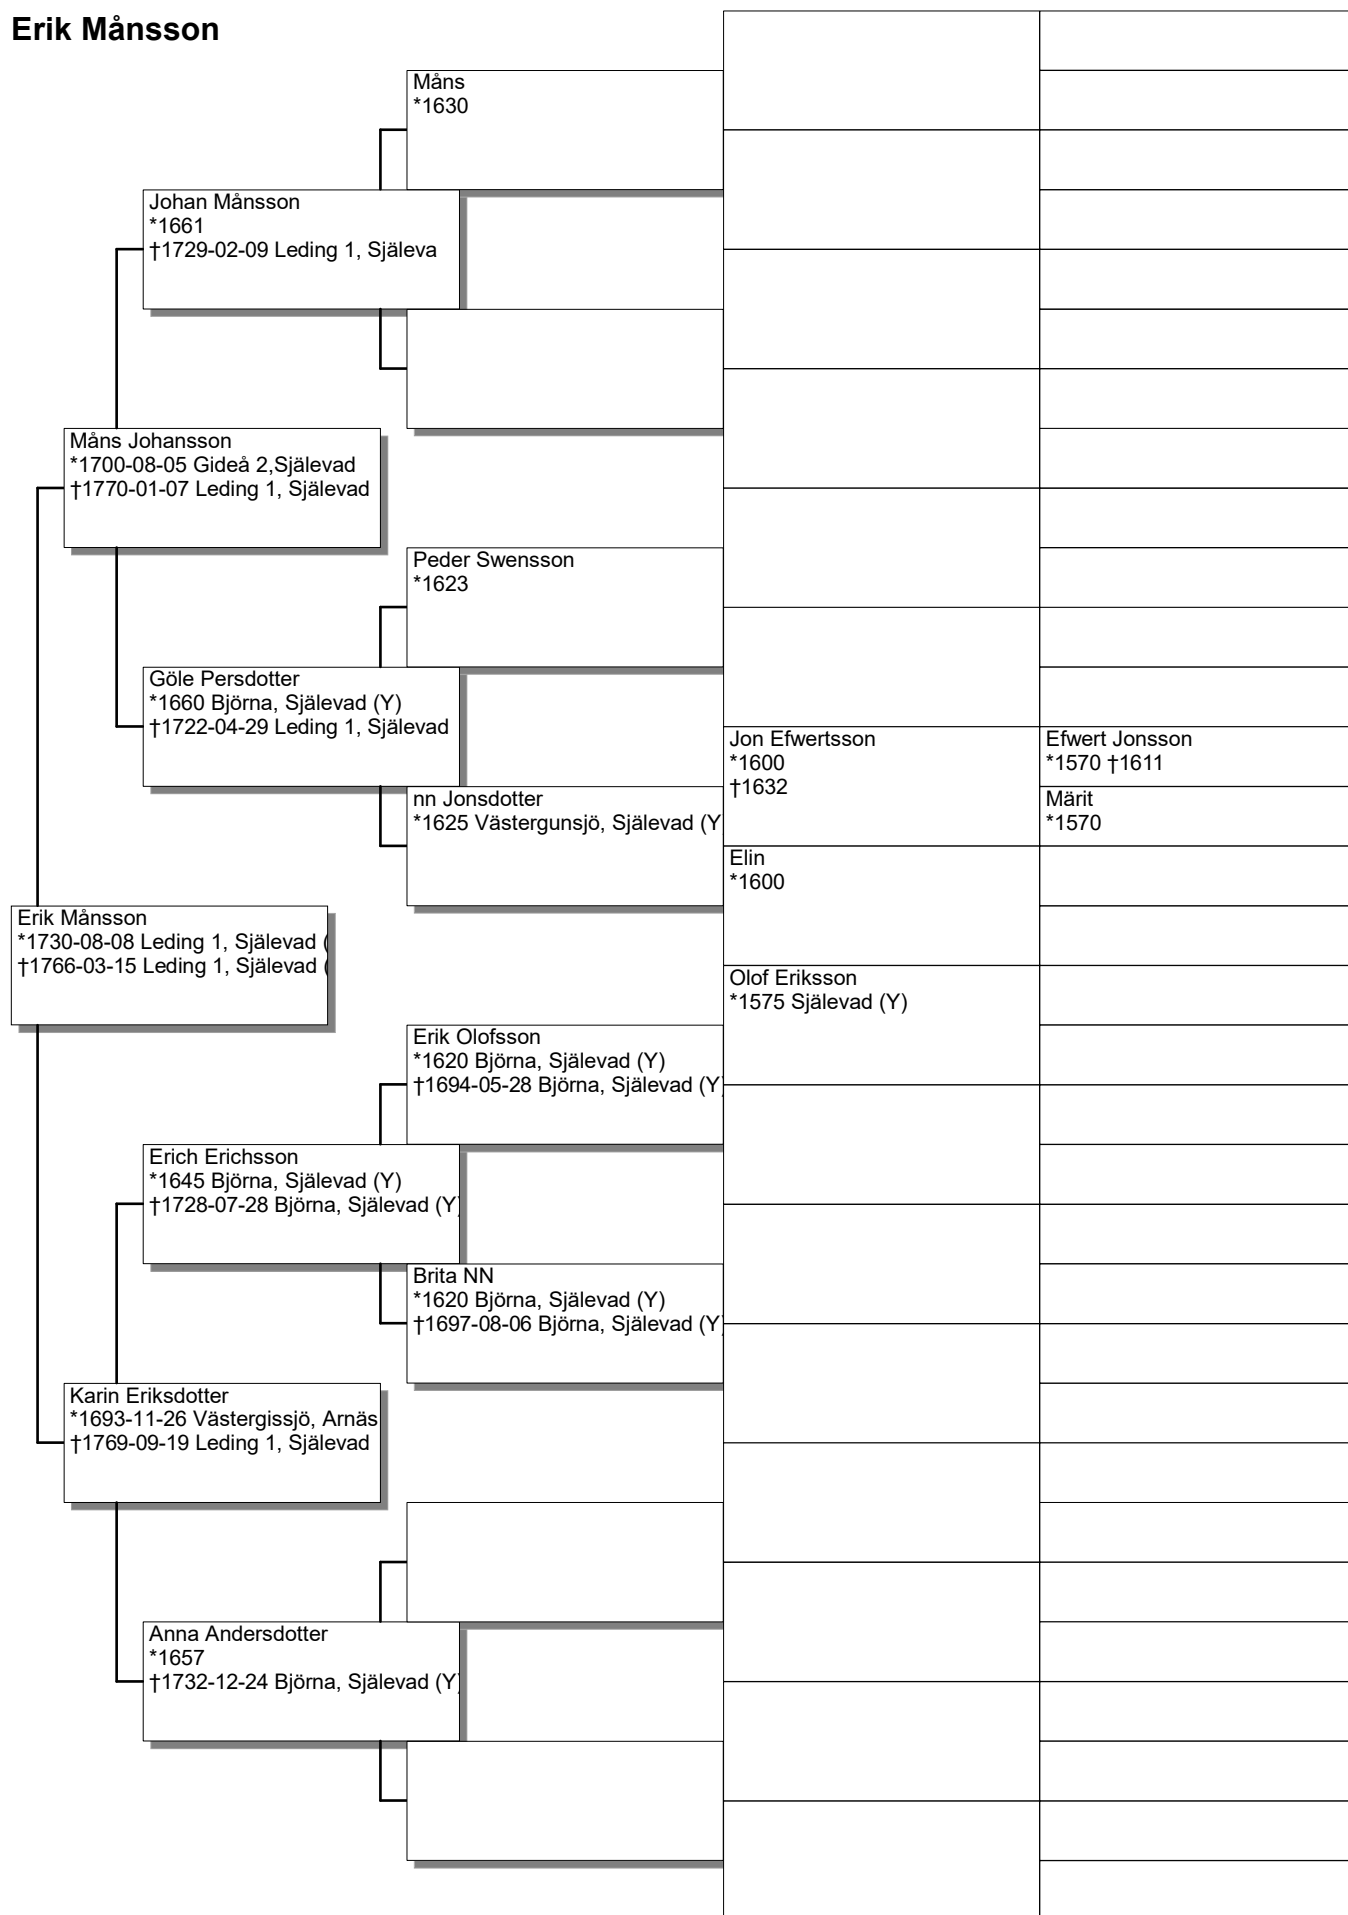 Erik Månsson
Måns
*1630
Johan Månsson
*1661
†1729-02-09 Leding 1, Själeva
Måns Johansson
*1700-08-05 Gideå 2,Själevad
†1770-01-07 Leding 1, Själevad
Peder Swensson
*1623
Göle Persdotter
*1660 Björna, Själevad (Y)
†1722-04-29 Leding 1, Själevad
Jon Efwertsson
*1600
†1632
Efwert Jonsson
*1570 †1611
nn Jonsdotter
*1625 Västergunsjö, Själevad (Y
Märit
*1570
Elin
*1600
Erik Månsson
*1730-08-08 Leding 1, Själevad (
†1766-03-15 Leding 1, Själevad (
Olof Eriksson
*1575 Själevad (Y)
Erik Olofsson
*1620 Björna, Själevad (Y)
†1694-05-28 Björna, Själevad (Y)
Erich Erichsson
*1645 Björna, Själevad (Y)
†1728-07-28 Björna, Själevad (Y)
Brita NN
*1620 Björna, Själevad (Y)
†1697-08-06 Björna, Själevad (Y)
Karin Eriksdotter
*1693-11-26 Västergissjö, Arnäs
†1769-09-19 Leding 1, Själevad
Anna Andersdotter
*1657
†1732-12-24 Björna, Själevad (Y)